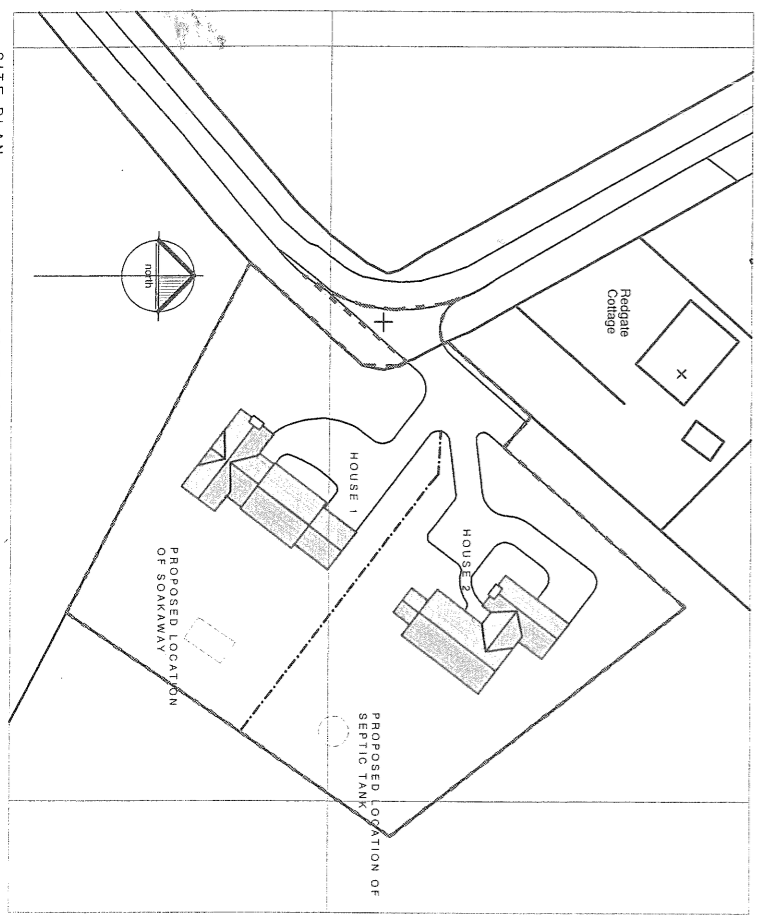 SITE PLAN
north
Redgate
Cottage
HOUSE 1
HOUSE 2
PROPOSED LOCATION
OF SOAKAWAY
PROPOSED LOCATION OF
SEPTIC TANK